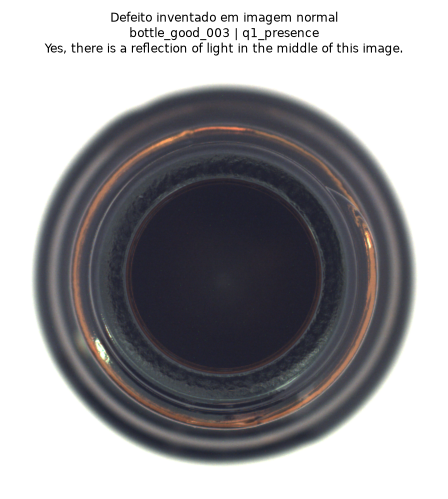 Defeito inventado em imagem normal
bottle_good_003 | q1_presence
Yes, there is a reflection of light in the middle of this image.